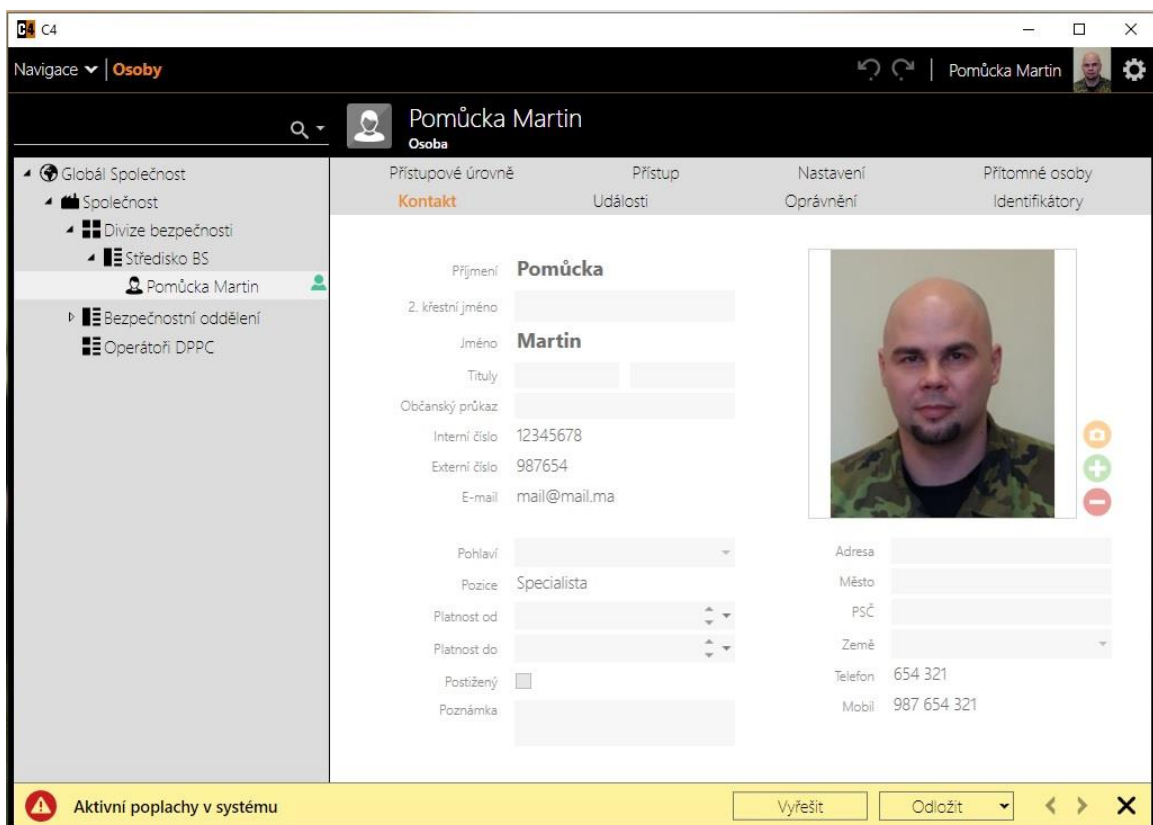 C4 C4
Navigace Osoby
Pomůcka Martin
Pomůcka Martin
Osoba
Globál Společnost
Společnost
Divize bezpečnosti
Středisko BS
Pomůcka Martin
Bezpečnostní oddělení
Operátoři DPPC
Přístupové úrovně Přístup Nastavení Přítomné osoby
Kontakt Události Oprávnění Identifikátory
Příjmení Pomůcka
2. křestní jméno
Jméno Martin
Tituly
Občanský průkaz
Interní číslo 12345678
Externí číslo 987654
E-mail mail@mail.ma
Pohlaví
Pozice Specialista
Platnost od
Platnost do
Postižený
Poznámka
Adresa
Město
PSČ
Země
Telefon 654 321
Mobil 987 654 321
Aktivní poplachy v systému Vyřešit Odložit